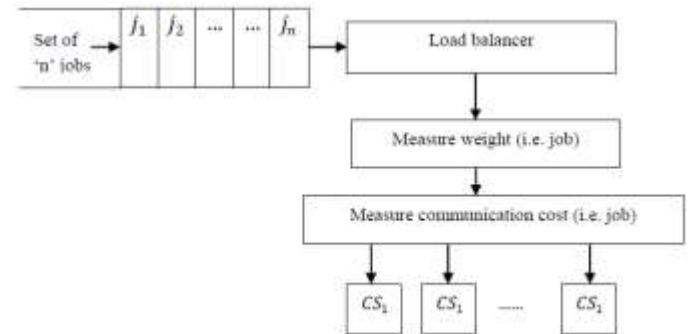 Set of
'n' jobs
j₁ j₂ ... ... jₙ
Load balancer
Measure weight (i.e. job)
Measure communication cost (i.e. job)
CS₁ CS₁ ...... CS₁